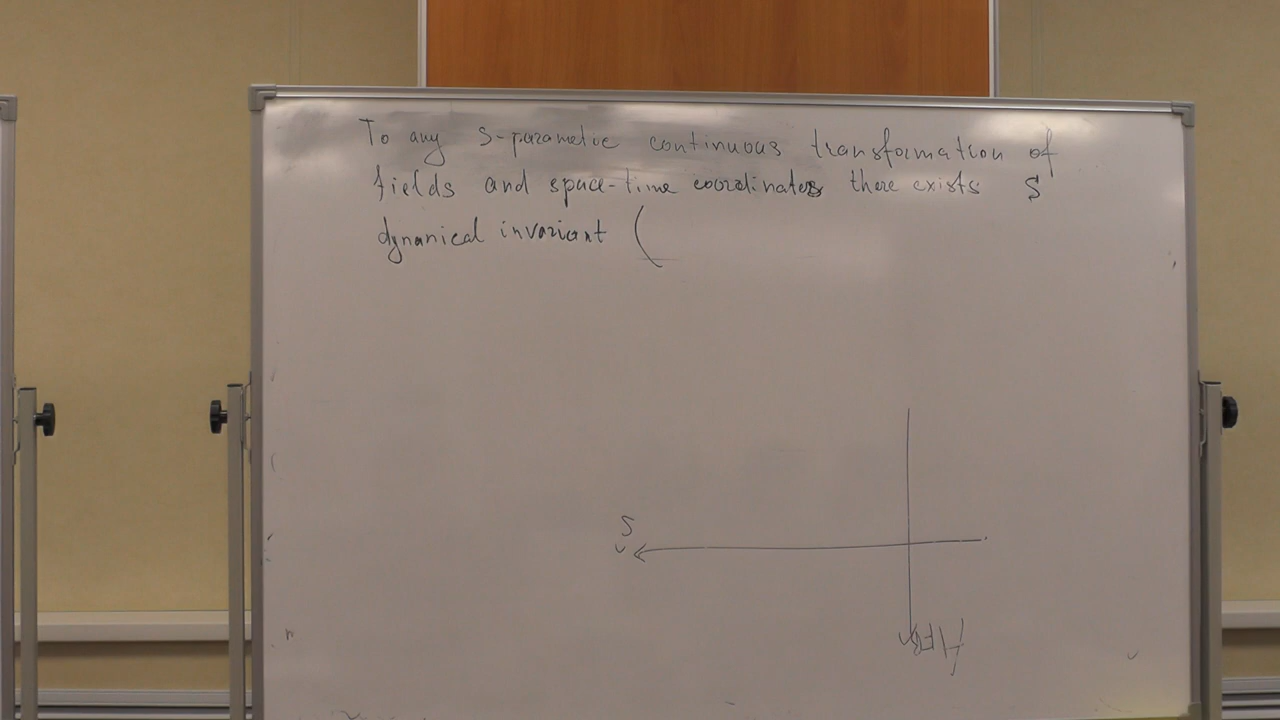 To any s-parametic continuous transformation of
fields and space-time coordinates there exists S
dynamical invariant (
S